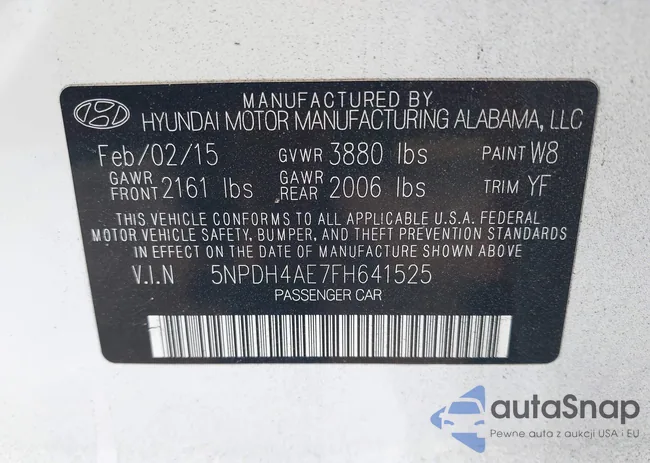 MANUFACTURED BY
HYUNDAI MOTOR MANUFACTURING ALABAMA, LLC
Feb/02/15 GVWR 3880 lbs PAINT W8
GAWR FRONT 2161 lbs GAWR REAR 2006 lbs TRIM YF
THIS VEHICLE CONFORMS TO ALL APPLICABLE U.S.A. FEDERAL
MOTOR VEHICLE SAFETY, BUMPER, AND THEFT PREVENTION STANDARDS
IN EFFECT ON THE DATE OF MANUFACTURE SHOWN ABOVE
V.I.N 5NPDH4AE7FH641525
PASSENGER CAR
autaSnap
Pewne auta z aukcji USA i EU